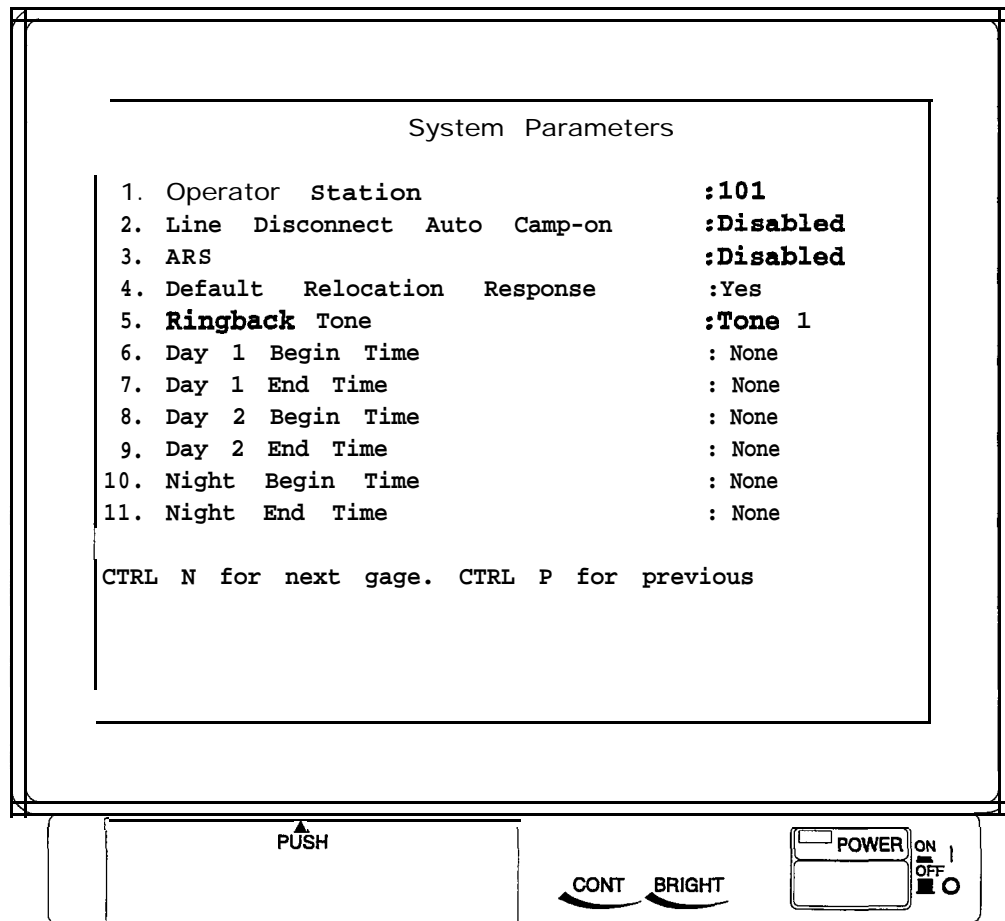 System Parameters
1. Operator Station :101
2. Line Disconnect Auto Camp-on :Disabled
3. ARS :Disabled
4. Default Relocation Response :Yes
5. Ringback Tone :Tone 1
6. Day 1 Begin Time : None
7. Day 1 End Time : None
8. Day 2 Begin Time : None
9. Day 2 End Time : None
10. Night Begin Time : None
11. Night End Time : None
CTRL N for next gage. CTRL P for previous
PUSH
CONT BRIGHT
POWER ON
OFF